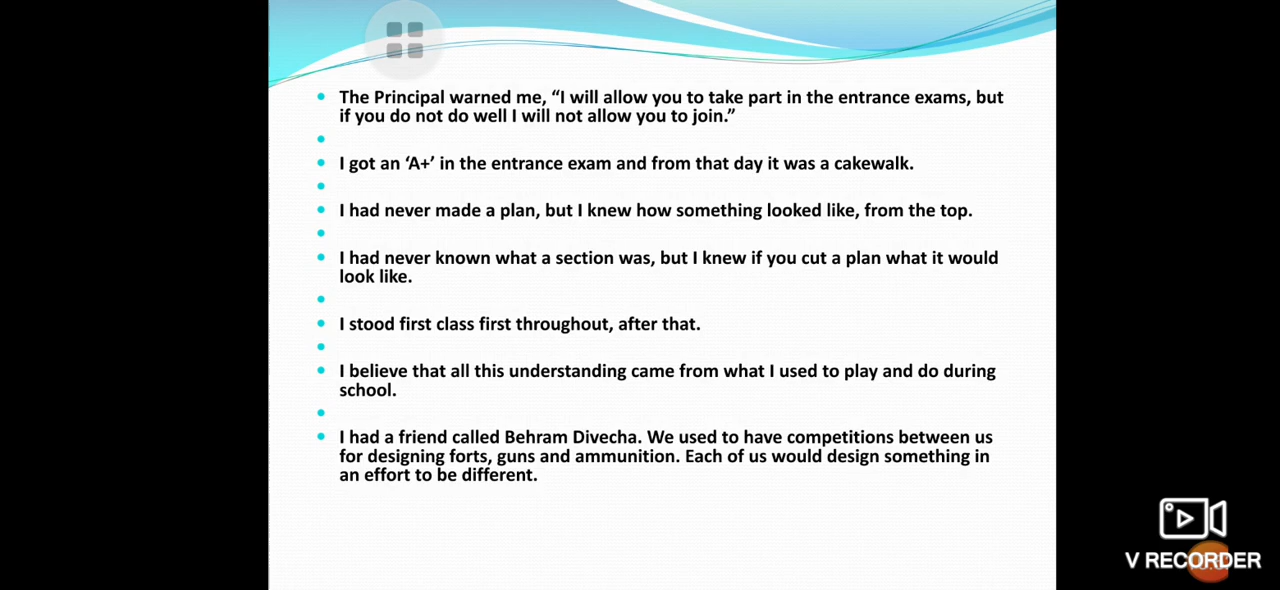 The Principal warned me, “I will allow you to take part in the entrance exams, but
if you do not do well I will not allow you to join.”
I got an ‘A+’ in the entrance exam and from that day it was a cakewalk.
I had never made a plan, but I knew how something looked like, from the top.
I had never known what a section was, but I knew if you cut a plan what it would
look like.
I stood first class first throughout, after that.
I believe that all this understanding came from what I used to play and do during
school.
I had a friend called Behram Divecha. We used to have competitions between us
for designing forts, guns and ammunition. Each of us would design something in
an effort to be different.
V RECORDER